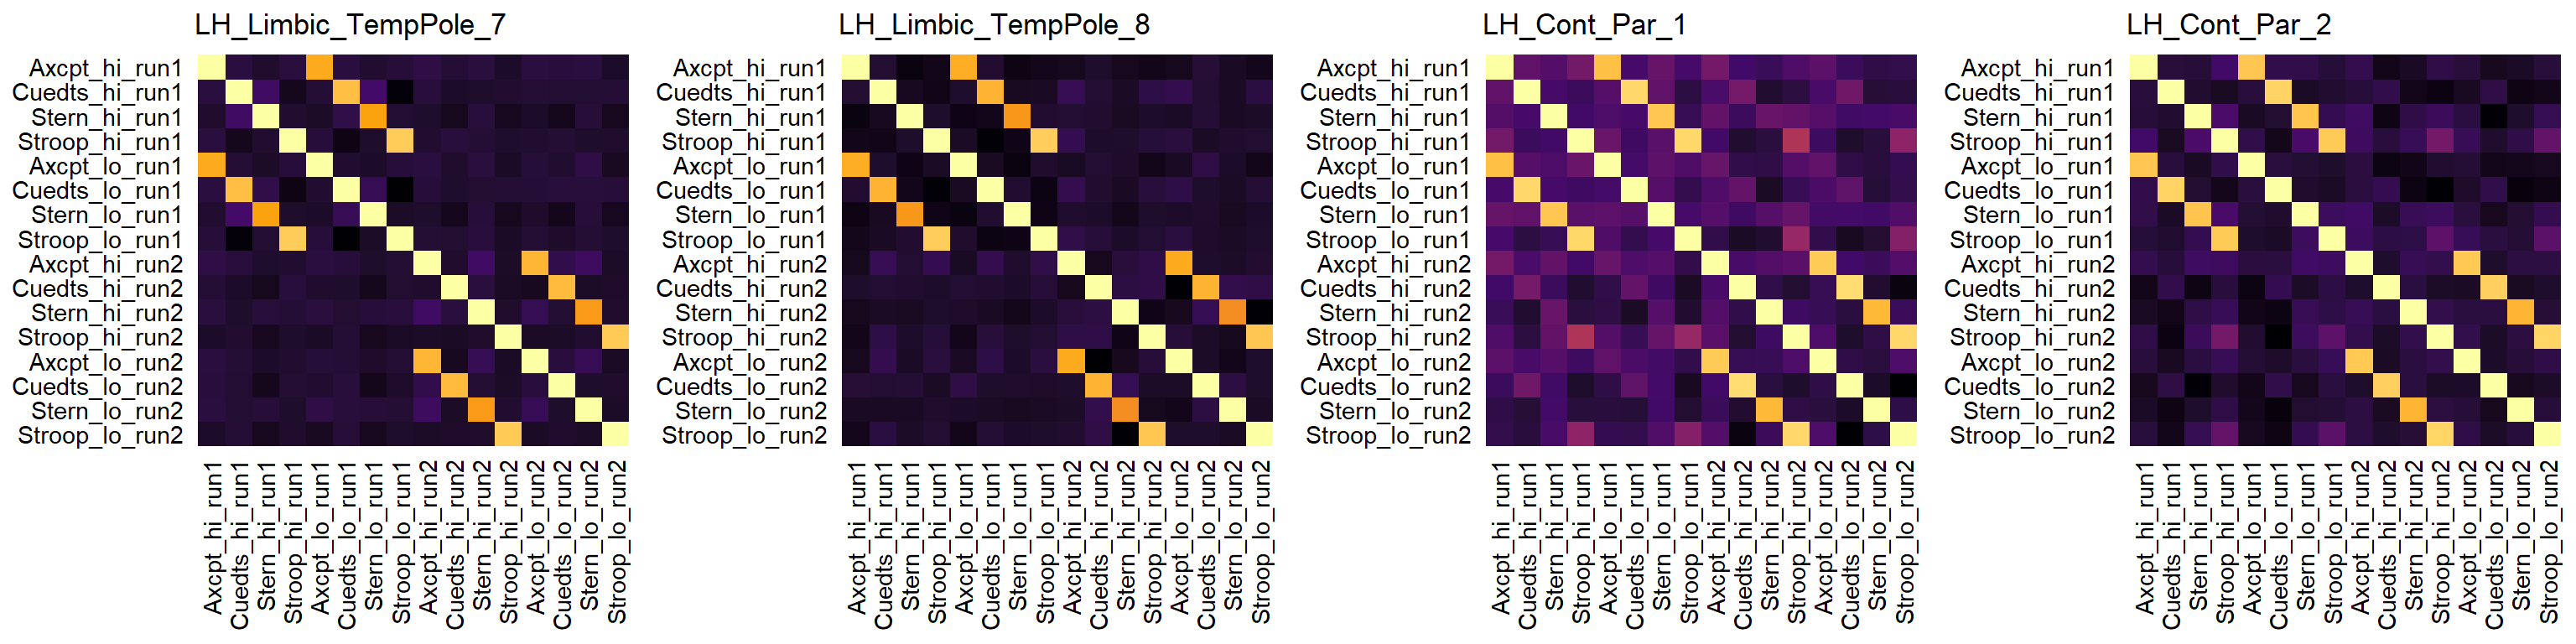 LH_Limbic_TempPole_7
Axcpt_hi_run1
Cuedts_hi_run1
Stern_hi_run1
Stroop_hi_run1
Axcpt_lo_run1
Cuedts_lo_run1
Stern_lo_run1
Stroop_lo_run1
Axcpt_hi_run2
Cuedts_hi_run2
Stern_hi_run2
Stroop_hi_run2
Axcpt_lo_run2
Cuedts_lo_run2
Stern_lo_run2
Stroop_lo_run2
Axcpt_hi_run1
Cuedts_hi_run1
Stern_hi_run1
Stroop_hi_run1
Axcpt_lo_run1
Cuedts_lo_run1
Stern_lo_run1
Stroop_lo_run1
Axcpt_hi_run2
Cuedts_hi_run2
Stern_hi_run2
Stroop_hi_run2
Axcpt_lo_run2
Cuedts_lo_run2
Stern_lo_run2
Stroop_lo_run2
LH_Limbic_TempPole_8
Axcpt_hi_run1
Cuedts_hi_run1
Stern_hi_run1
Stroop_hi_run1
Axcpt_lo_run1
Cuedts_lo_run1
Stern_lo_run1
Stroop_lo_run1
Axcpt_hi_run2
Cuedts_hi_run2
Stern_hi_run2
Stroop_hi_run2
Axcpt_lo_run2
Cuedts_lo_run2
Stern_lo_run2
Stroop_lo_run2
Axcpt_hi_run1
Cuedts_hi_run1
Stern_hi_run1
Stroop_hi_run1
Axcpt_lo_run1
Cuedts_lo_run1
Stern_lo_run1
Stroop_lo_run1
Axcpt_hi_run2
Cuedts_hi_run2
Stern_hi_run2
Stroop_hi_run2
Axcpt_lo_run2
Cuedts_lo_run2
Stern_lo_run2
Stroop_lo_run2
LH_Cont_Par_1
Axcpt_hi_run1
Cuedts_hi_run1
Stern_hi_run1
Stroop_hi_run1
Axcpt_lo_run1
Cuedts_lo_run1
Stern_lo_run1
Stroop_lo_run1
Axcpt_hi_run2
Cuedts_hi_run2
Stern_hi_run2
Stroop_hi_run2
Axcpt_lo_run2
Cuedts_lo_run2
Stern_lo_run2
Stroop_lo_run2
Axcpt_hi_run1
Cuedts_hi_run1
Stern_hi_run1
Stroop_hi_run1
Axcpt_lo_run1
Cuedts_lo_run1
Stern_lo_run1
Stroop_lo_run1
Axcpt_hi_run2
Cuedts_hi_run2
Stern_hi_run2
Stroop_hi_run2
Axcpt_lo_run2
Cuedts_lo_run2
Stern_lo_run2
Stroop_lo_run2
LH_Cont_Par_2
Axcpt_hi_run1
Cuedts_hi_run1
Stern_hi_run1
Stroop_hi_run1
Axcpt_lo_run1
Cuedts_lo_run1
Stern_lo_run1
Stroop_lo_run1
Axcpt_hi_run2
Cuedts_hi_run2
Stern_hi_run2
Stroop_hi_run2
Axcpt_lo_run2
Cuedts_lo_run2
Stern_lo_run2
Stroop_lo_run2
Axcpt_hi_run1
Cuedts_hi_run1
Stern_hi_run1
Stroop_hi_run1
Axcpt_lo_run1
Cuedts_lo_run1
Stern_lo_run1
Stroop_lo_run1
Axcpt_hi_run2
Cuedts_hi_run2
Stern_hi_run2
Stroop_hi_run2
Axcpt_lo_run2
Cuedts_lo_run2
Stern_lo_run2
Stroop_lo_run2